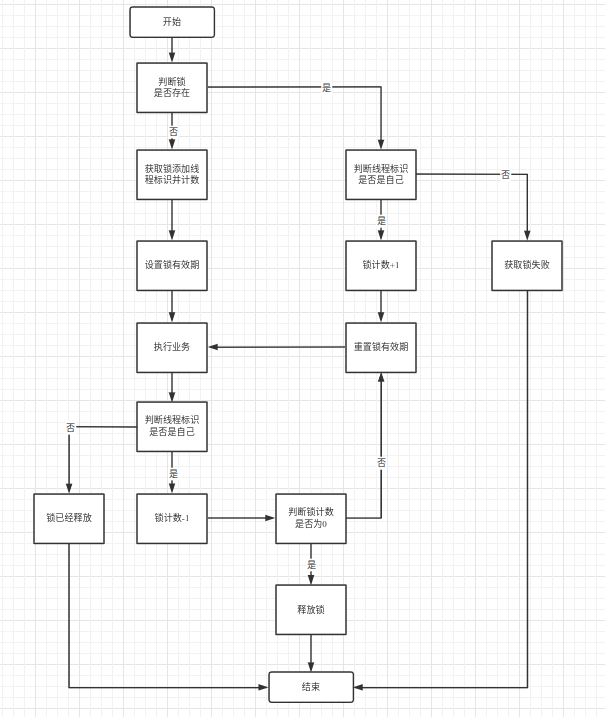 开始
判断锁
是否存在
是
否
获取锁添加线
程标识并计数
判断线程标识
是否是自己
否
是
设置锁有效期
锁计数+1
获取锁失败
执行业务
重置锁有效期
判断线程标识
是否是自己
否
是
否
锁已经释放
锁计数-1
判断锁计数
是否为0
是
释放锁
结束